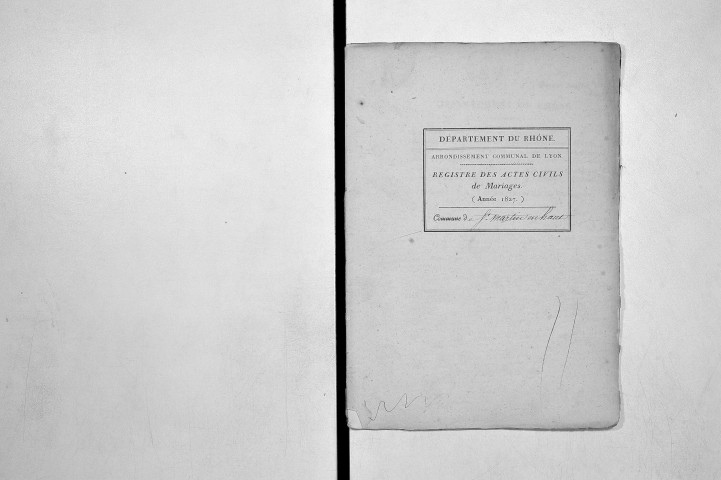 DÉPARTEMENT DU RHÔNE.
ARRONDISSEMENT COMMUNAL DE LYON
REGISTRE DES ACTES CIVILS
de Mariages
( Année 1827. )
Commune d. St. martin en haut